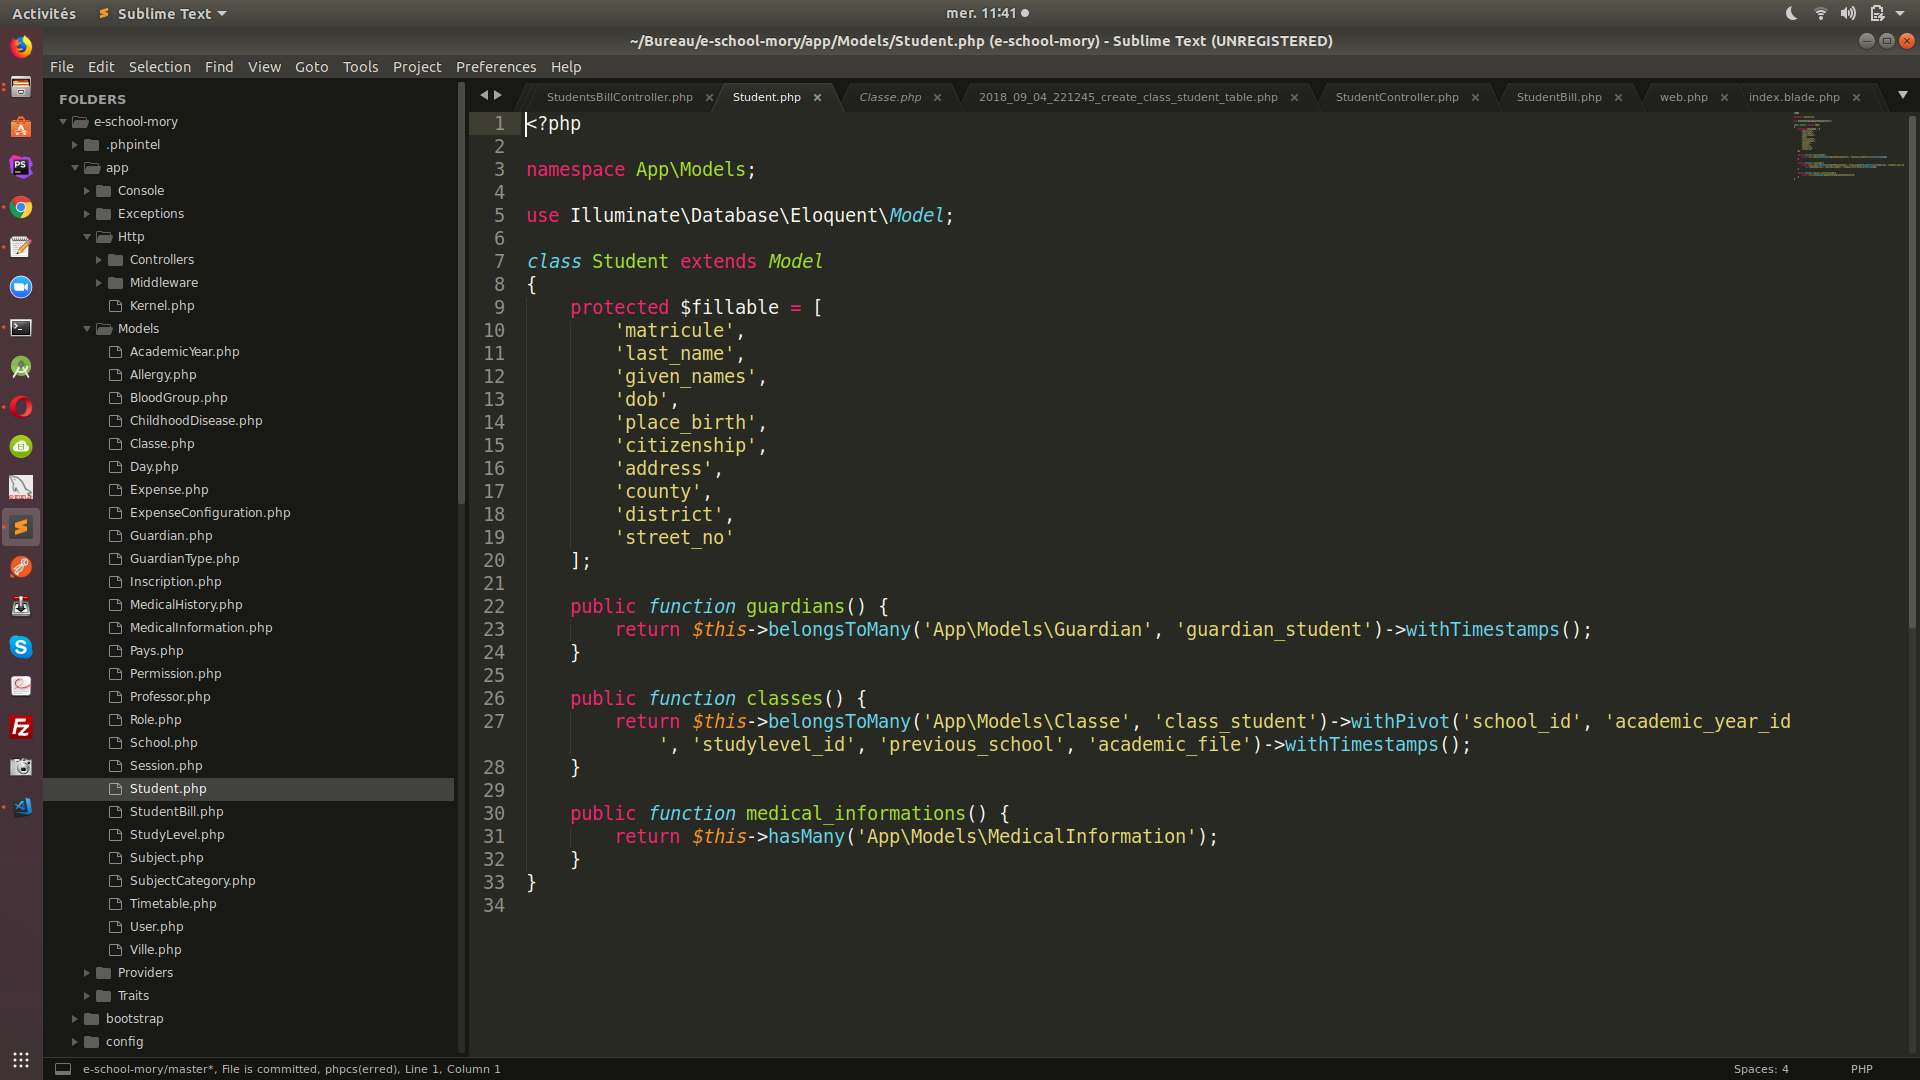 Activités
Sublime Text
mer. 11:41
~/Bureau/e-school-mory/app/Models/Student.php (e-school-mory) - Sublime Text (UNREGISTERED)
File Edit Selection Find View Goto Tools Project Preferences Help
FOLDERS
e-school-mory
.phpintel
app
Console
Exceptions
Http
Controllers
Middleware
Kernel.php
Models
AcademicYear.php
Allergy.php
BloodGroup.php
ChildhoodDisease.php
Classe.php
Day.php
Expense.php
ExpenseConfiguration.php
Guardian.php
GuardianType.php
Inscription.php
MedicalHistory.php
MedicalInformation.php
Pays.php
Permission.php
Professor.php
Role.php
School.php
Session.php
Student.php
StudentBill.php
StudyLevel.php
Subject.php
SubjectCategory.php
Timetable.php
User.php
Ville.php
Providers
Traits
bootstrap
config
StudentsBillController.php × Student.php × Classe.php × 2018_09_04_221245_create_class_student_table.php × StudentController.php × StudentBill.php × web.php × index.blade.php ×
1 <?php
2
3 namespace App\Models;
4
5 use Illuminate\Database\Eloquent\Model;
6
7 class Student extends Model
8 {
9     protected $fillable = [
10         'matricule',
11         'last_name',
12         'given_names',
13         'dob',
14         'place_birth',
15         'citizenship',
16         'address',
17         'county',
18         'district',
19         'street_no'
20     ];
21
22     public function guardians() {
23         return $this->belongsToMany('App\Models\Guardian', 'guardian_student')->withTimestamps();
24     }
25
26     public function classes() {
27         return $this->belongsToMany('App\Models\Classe', 'class_student')->withPivot('school_id', 'academic_year_id
', 'studylevel_id', 'previous_school', 'academic_file')->withTimestamps();
28     }
29
30     public function medical_informations() {
31         return $this->hasMany('App\Models\MedicalInformation');
32     }
33 }
34
e-school-mory/master*, File is committed, phpcs(erred), Line 1, Column 1
Spaces: 4
PHP